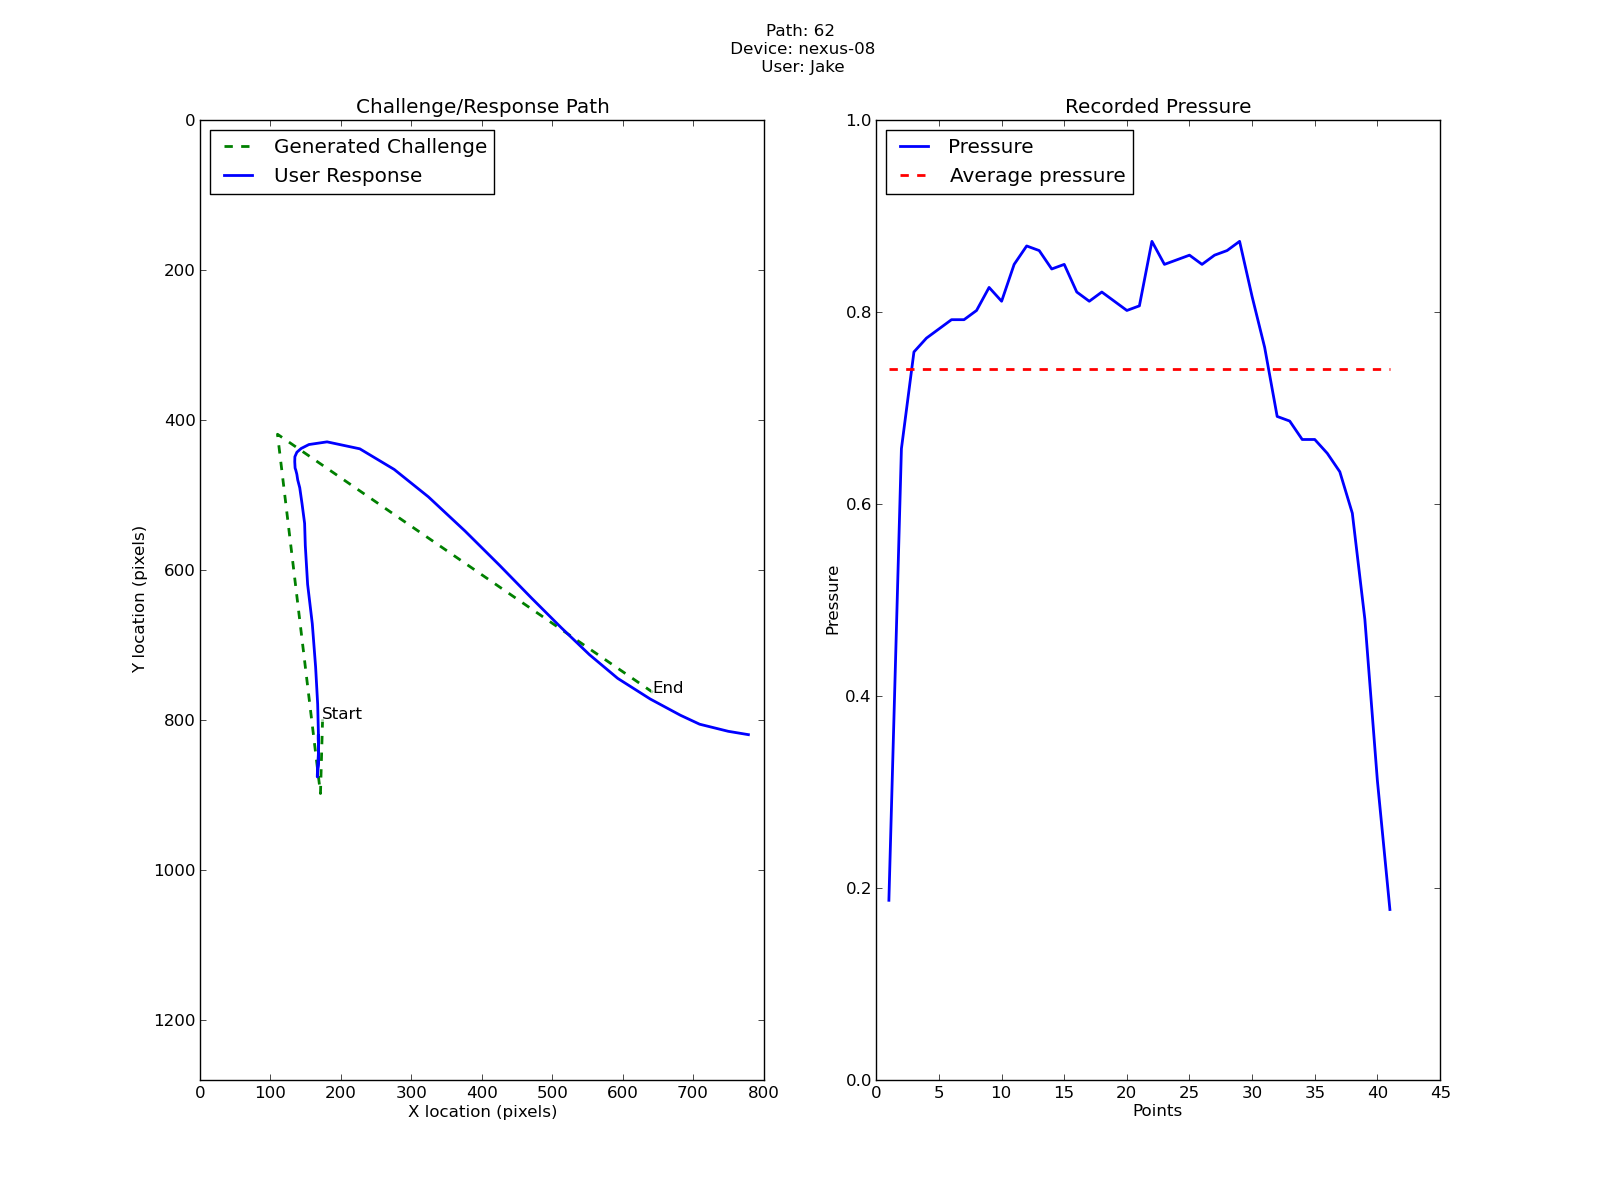 Path: 62
Device: nexus-08
User: Jake
Challenge/Response Path
Generated Challenge
User Response
0
200
400
600
800
1000
1200
Y location (pixels)
Start
End
0 100 200 300 400 500 600 700 800
X location (pixels)
Recorded Pressure
Pressure
Average pressure
1.0
0.8
0.6
0.4
0.2
0.0
Pressure
0 5 10 15 20 25 30 35 40 45
Points